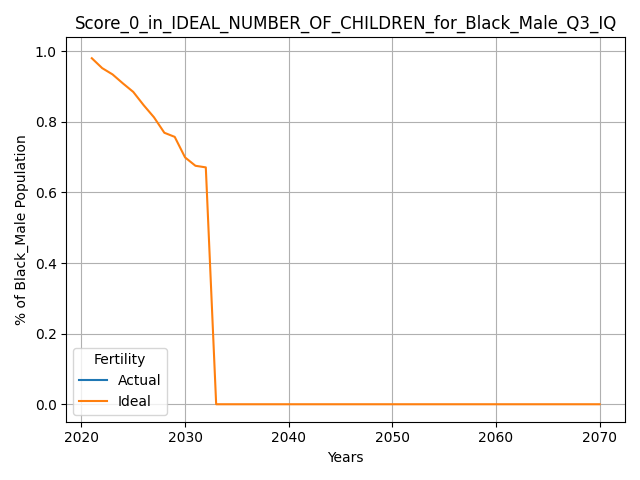 Score_0_in_IDEAL_NUMBER_OF_CHILDREN_for_Black_Male_Q3_IQ
1.0
0.8
0.6
0.4
0.2
0.0
% of Black_Male Population
Fertility
Actual
Ideal
2020
2030
2040
2050
2060
2070
Years